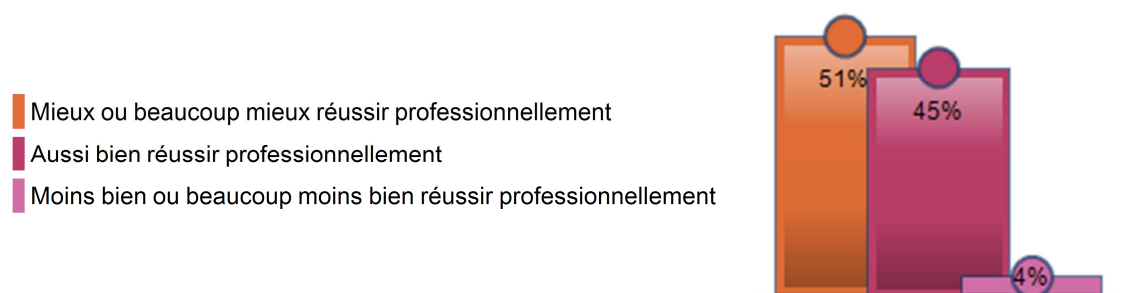 51%
45%
Mieux ou beaucoup mieux réussir professionnellement
Aussi bien réussir professionnellement
Moins bien ou beaucoup moins bien réussir professionnellement
4%